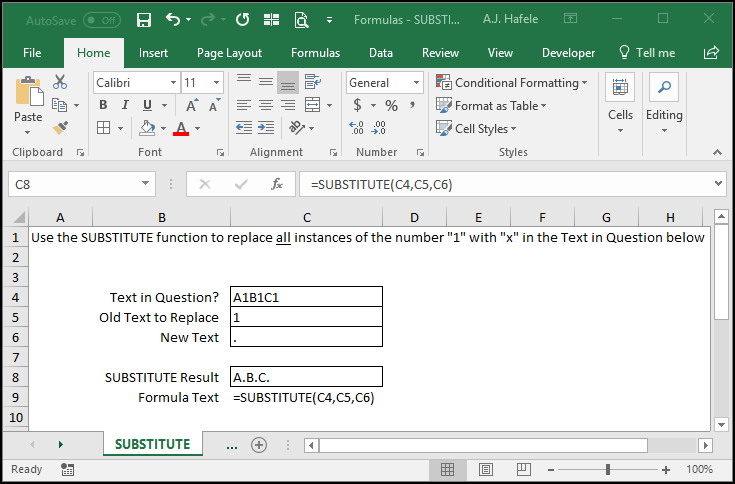 AutoSave Off Formulas - SUBSTI... A.J. Hafele
File Home Insert Page Layout Formulas Data Review View Developer Tell me 100%
Paste
Calibri 11
B I U A A
A
General
$ % ,
.0 .00
.00 .0
Conditional Formatting
Format as Table
Cell Styles
Cells
Editing
Clipboard Font Alignment Number Styles
C8 fx =SUBSTITUTE(C4,C5,C6)
A B C D E F G H
1 Use the SUBSTITUTE function to replace all instances of the number "1" with "x" in the Text in Question below
2
3
4 Text in Question? A1B1C1
5 Old Text to Replace 1
6 New Text .
7
8 SUBSTITUTE Result A.B.C.
9 Formula Text =SUBSTITUTE(C4,C5,C6)
10
SUBSTITUTE ...
Ready 100%